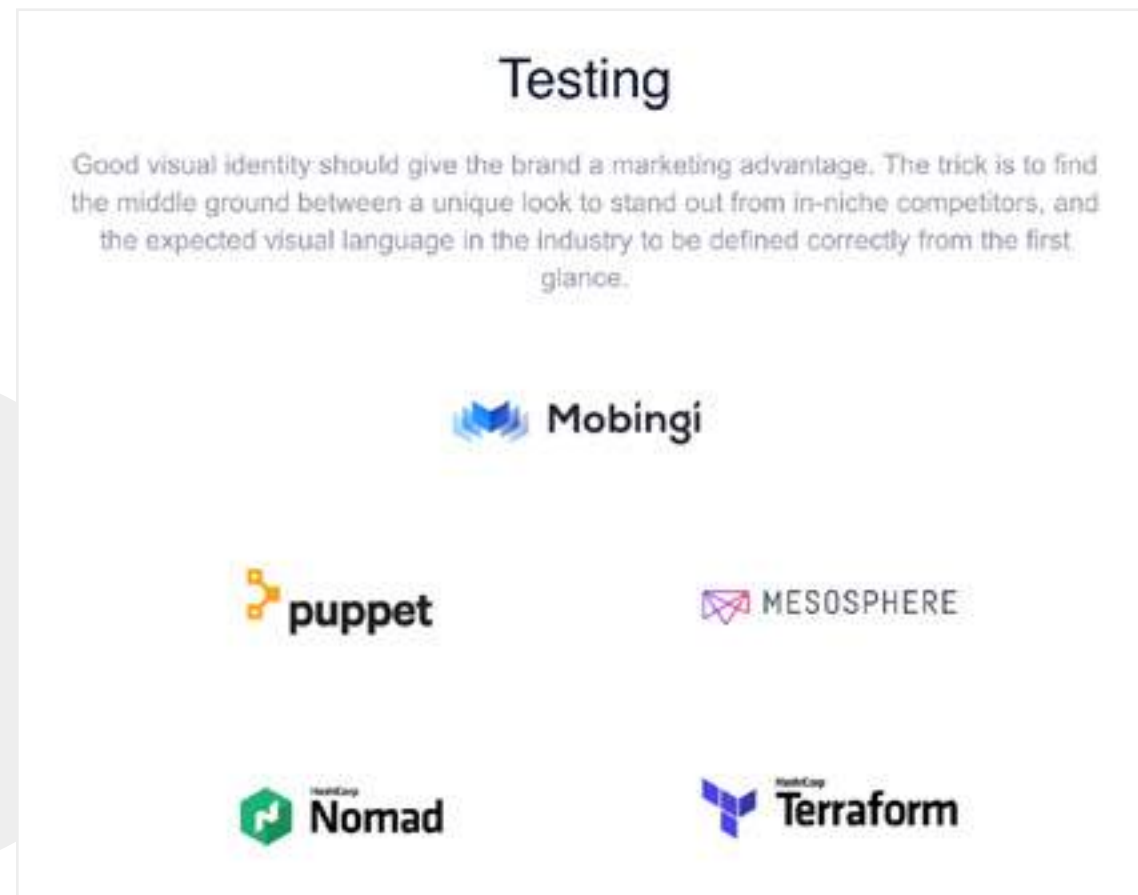 Testing
Good visual identity should give the brand a marketing advantage. The trick is to find
the middle ground between a unique look to stand out from in-niche competitors, and
the expected visual language in the industry to be defined correctly from the first
glance.
Mobingi
puppet
MESOSPHERE
HashiCorp
Nomad
HashiCorp
Terraform